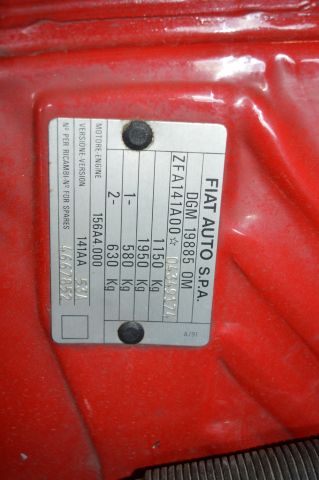 FIAT AUTO S.P.A.
DGM 19885 OM
ZFA141A00☆
1150 Kg
1950 Kg
1- 580 Kg
2- 630 Kg
MOTORE-ENGINE 156A4.000
VERSIONE-VERSION 141AA
N° PER RICAMBI-N° FOR SPARES